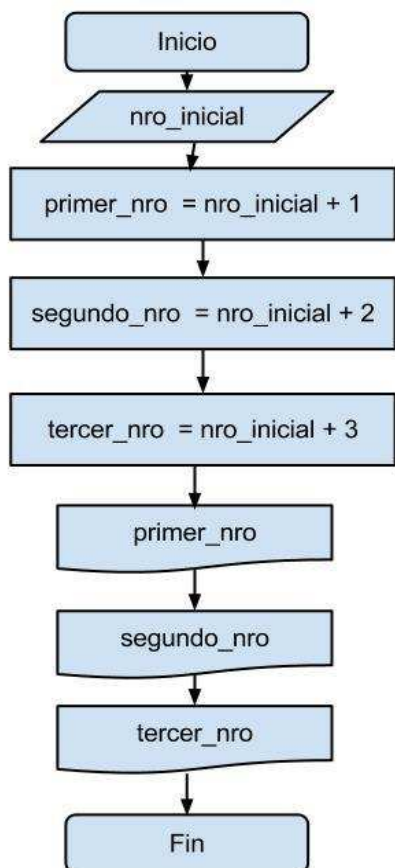 Inicio
nro_inicial
primer_nro = nro_inicial + 1
segundo_nro = nro_inicial + 2
tercer_nro = nro_inicial + 3
primer_nro
segundo_nro
tercer_nro
Fin